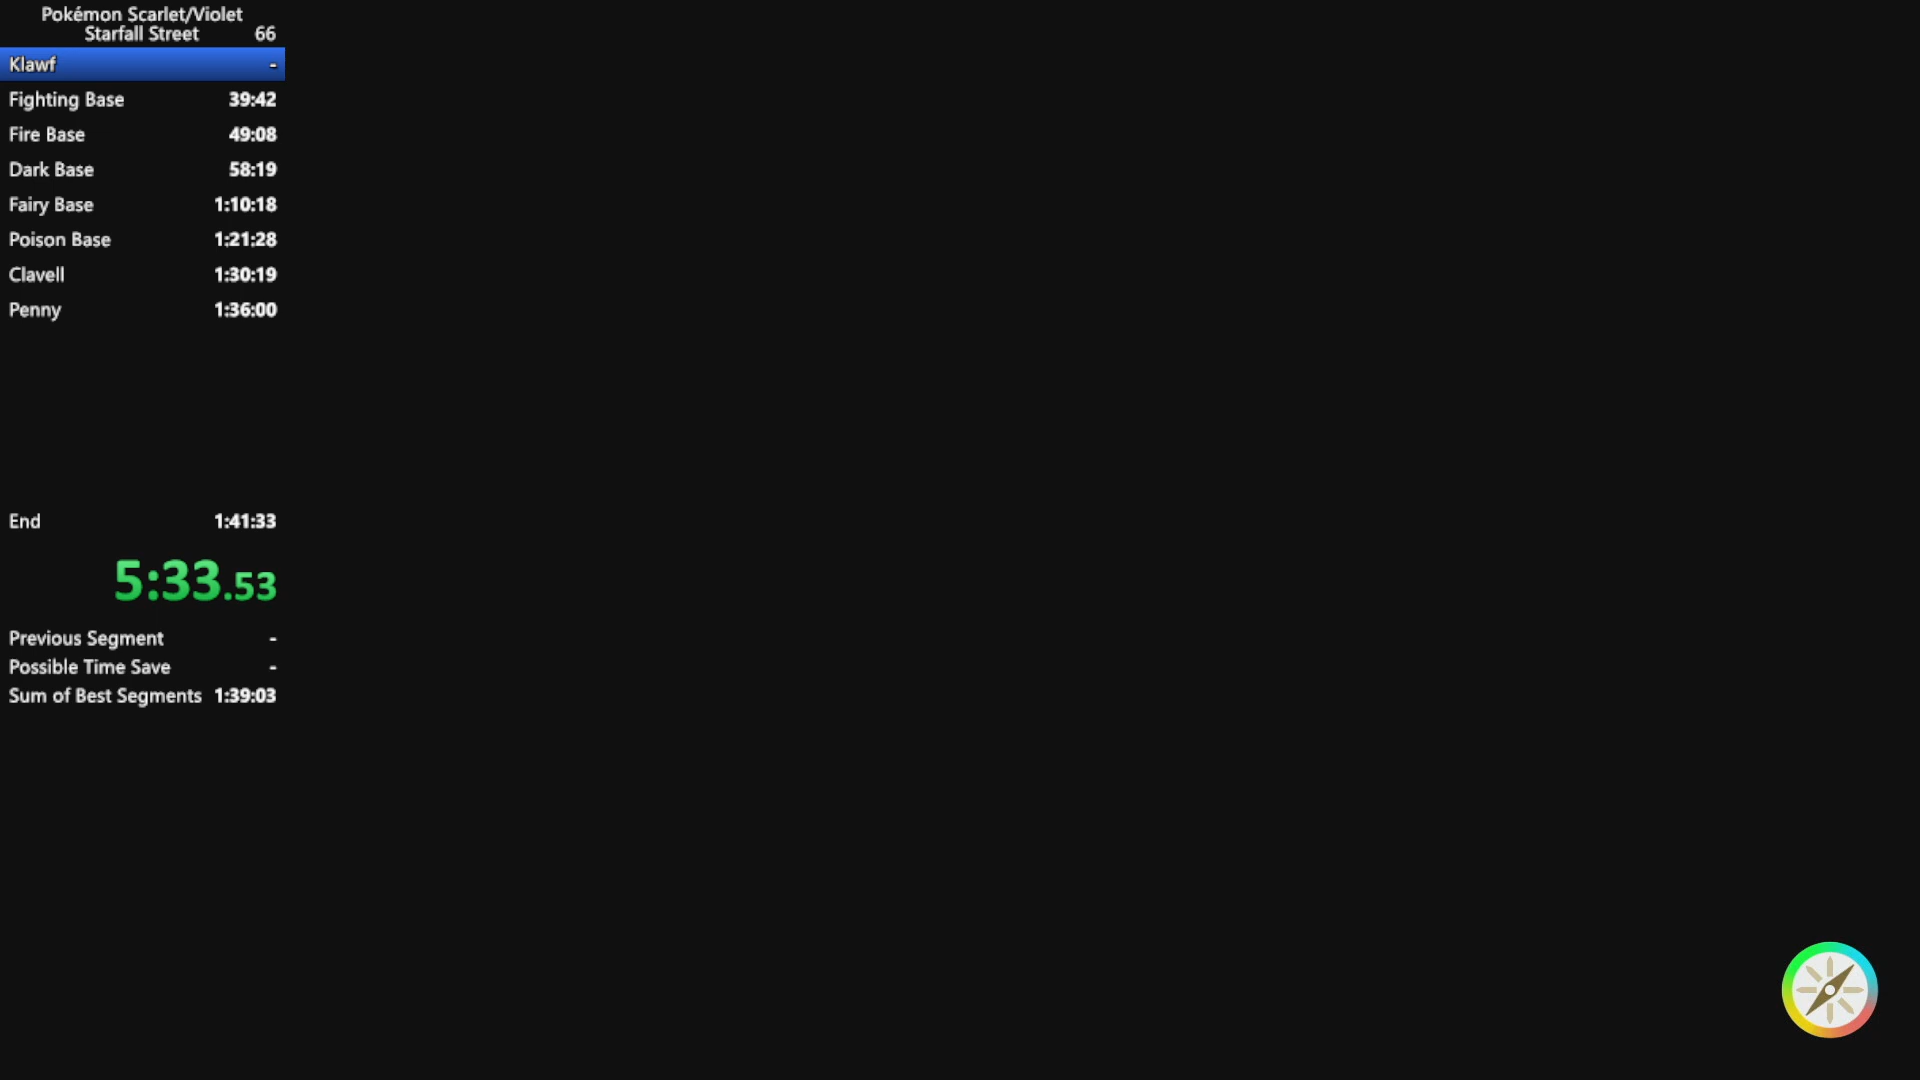 Pokémon Scarlet/Violet
Starfall Street 66
Klawf -
Fighting Base 39:42
Fire Base 49:08
Dark Base 58:19
Fairy Base 1:10:18
Poison Base 1:21:28
Clavell 1:30:19
Penny 1:36:00
End 1:41:33
5:33.53
Previous Segment -
Possible Time Save -
Sum of Best Segments 1:39:03